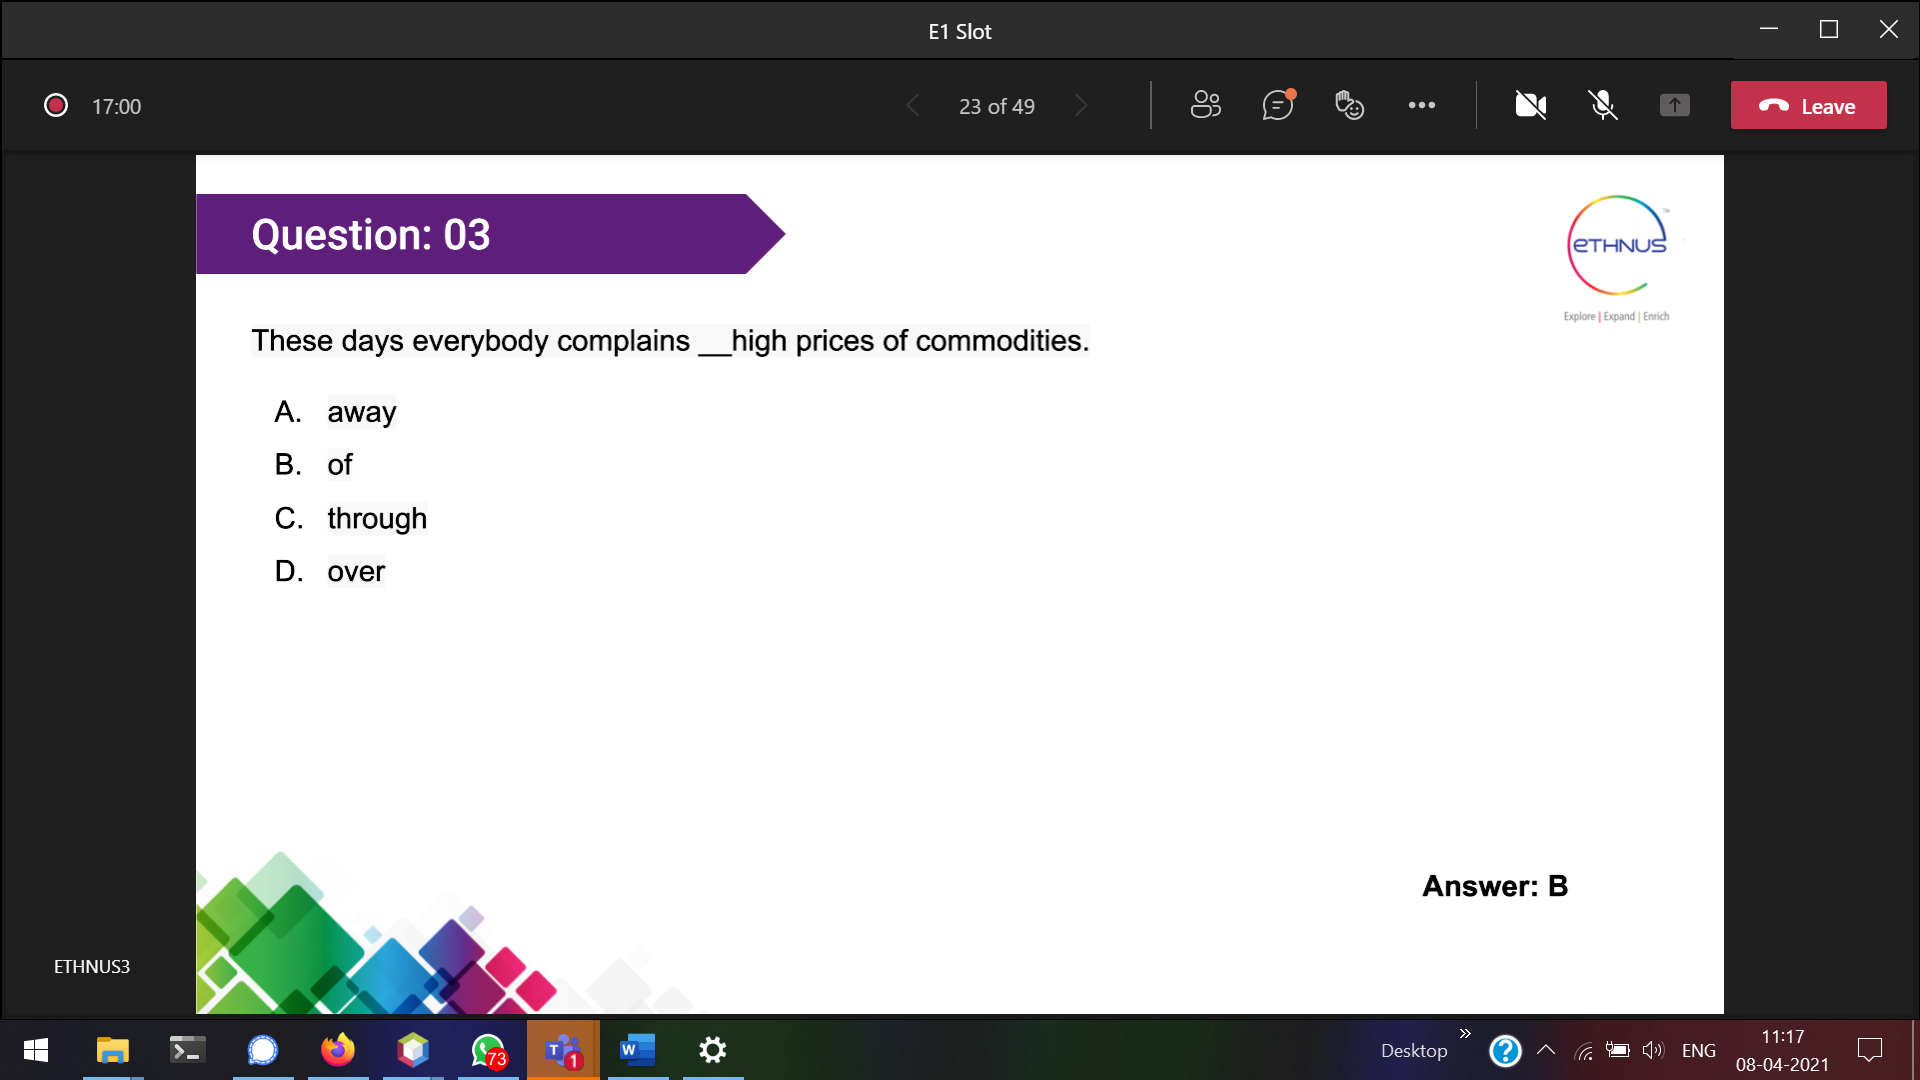 E1 Slot
17:00
23 of 49
Leave
Question: 03
eTHNUS
TM
Explore | Expand | Enrich
These days everybody complains __high prices of commodities.
A. away
B. of
C. through
D. over
Answer: B
ETHNUS3
73
T 1
W
Desktop
ENG
11:17
08-04-2021